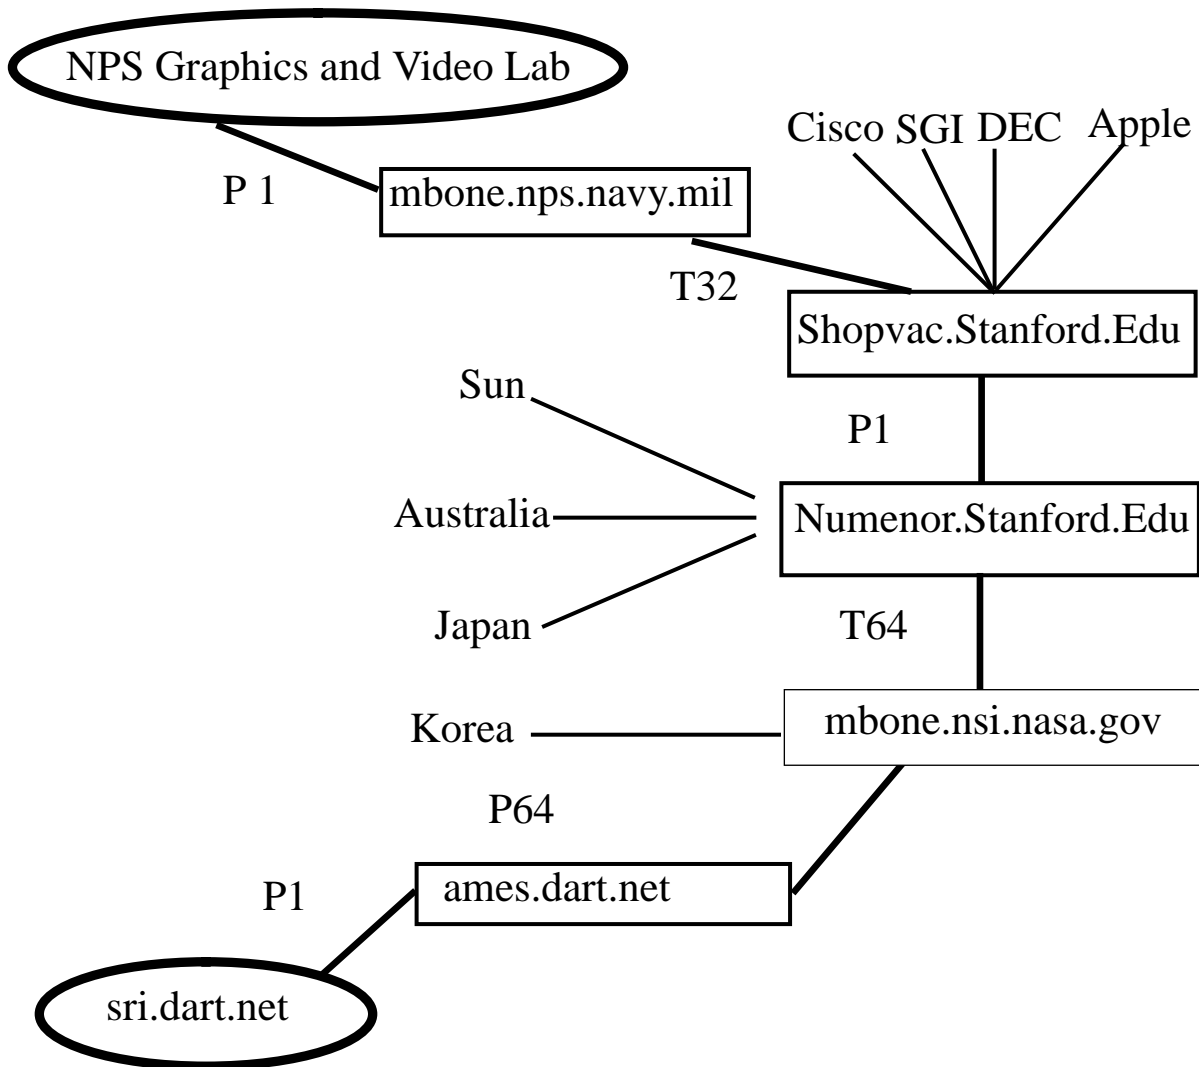 NPS Graphics and Video Lab
Cisco SGI DEC Apple
P 1
mbone.nps.navy.mil
T32
Shopvac.Stanford.Edu
Sun
P1
Australia
Numenor.Stanford.Edu
Japan
T64
Korea
mbone.nsi.nasa.gov
P64
ames.dart.net
P1
sri.dart.net